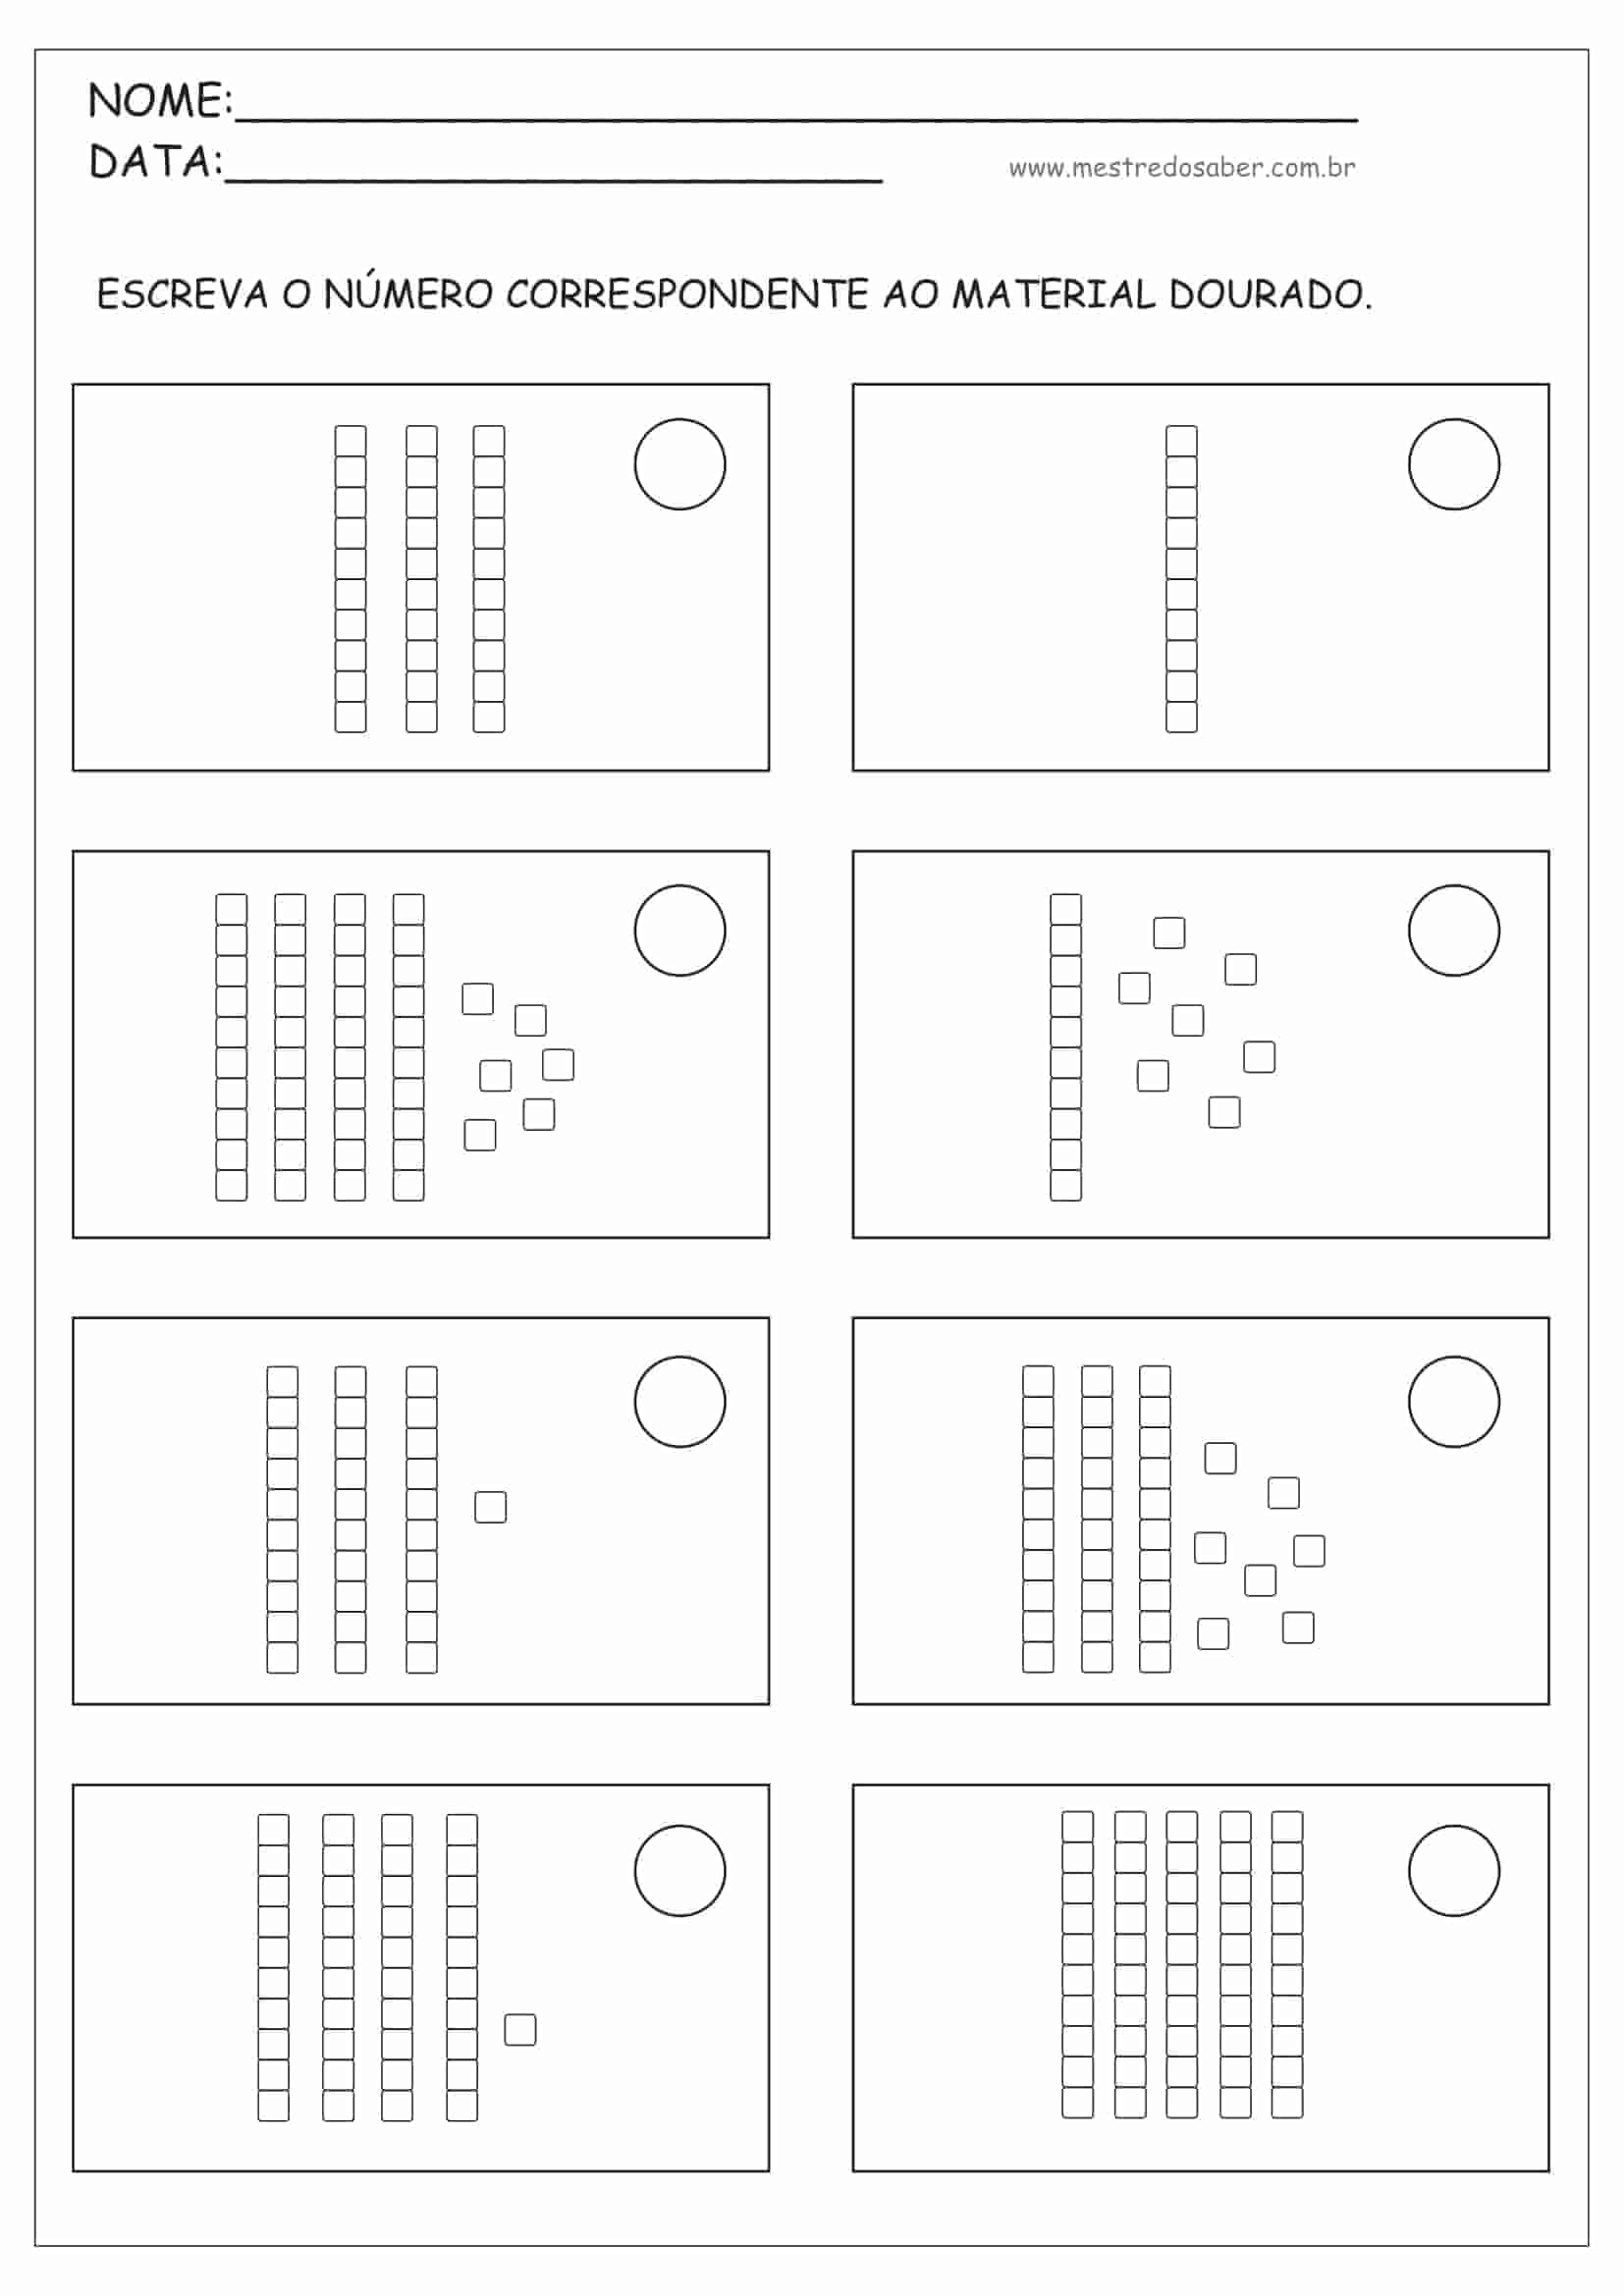 NOME:
DATA: www.mestredosaber.com.br
ESCREVA O NÚMERO CORRESPONDENTE AO MATERIAL DOURADO.